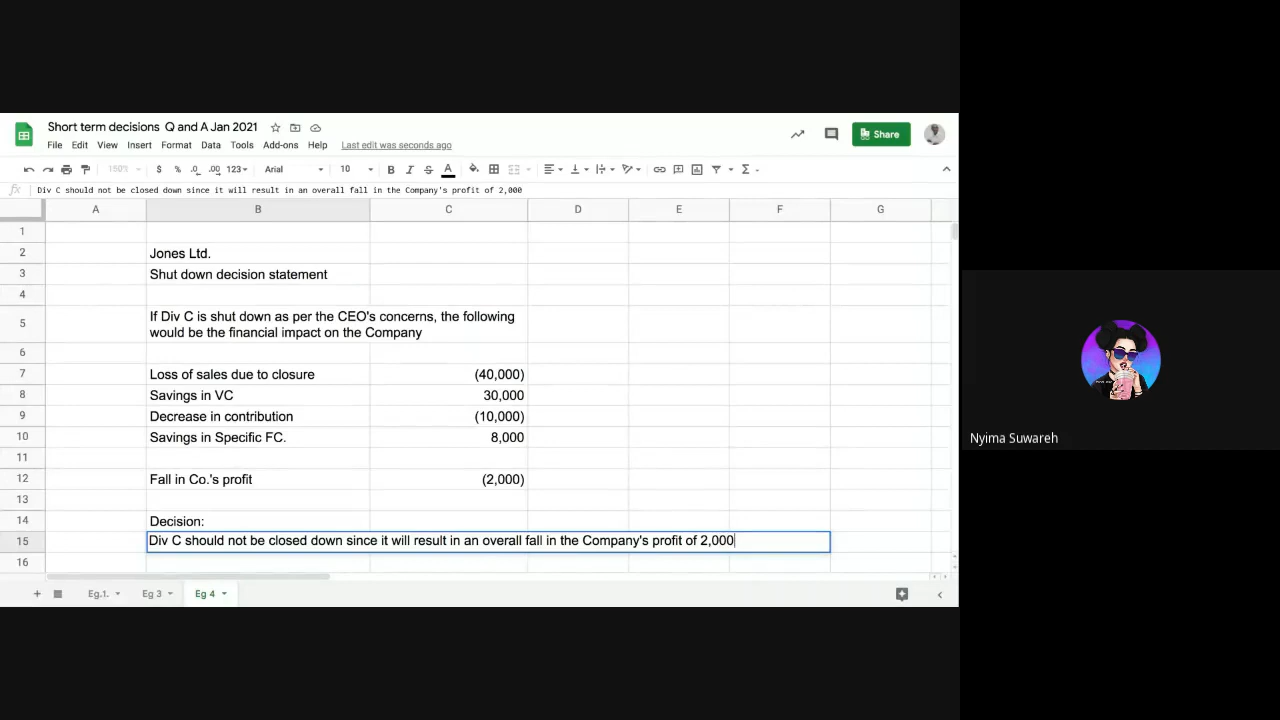 Short term decisions Q and A Jan 2021
File Edit View Insert Format Data Tools Add-ons Help Last edit was seconds ago
Share
150% $ % .0 .00 123 Arial 10 B I S A
fx Div C should not be closed down since it will result in an overall fall in the Company's profit of 2,000
A B C D E F G
1
2 Jones Ltd.
3 Shut down decision statement
4
If Div C is shut down as per the CEO's concerns, the following
5
would be the financial impact on the Company
6
7 Loss of sales due to closure (40,000)
8 Savings in VC 30,000
9 Decrease in contribution (10,000)
10 Savings in Specific FC. 8,000
11
12 Fall in Co.'s profit (2,000)
13
14 Decision:
15 Div C should not be closed down since it will result in an overall fall in the Company's profit of 2,000
16
Eg.1. Eg 3 Eg 4
Nyima Suwareh